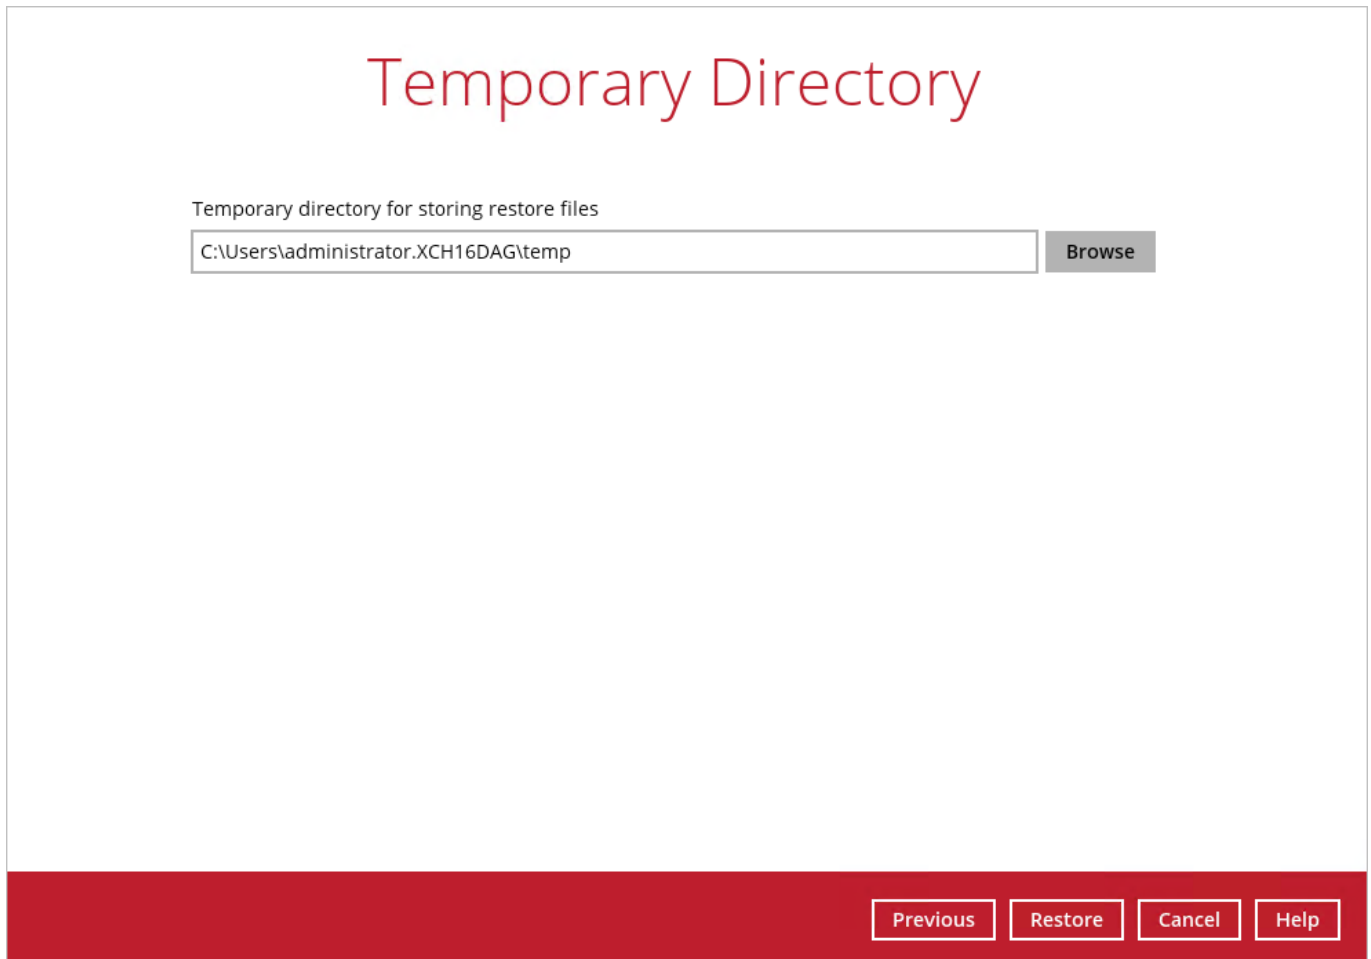 Temporary Directory
Temporary directory for storing restore files
C:\Users\administrator.XCH16DAG\temp
Browse
Previous
Restore
Cancel
Help